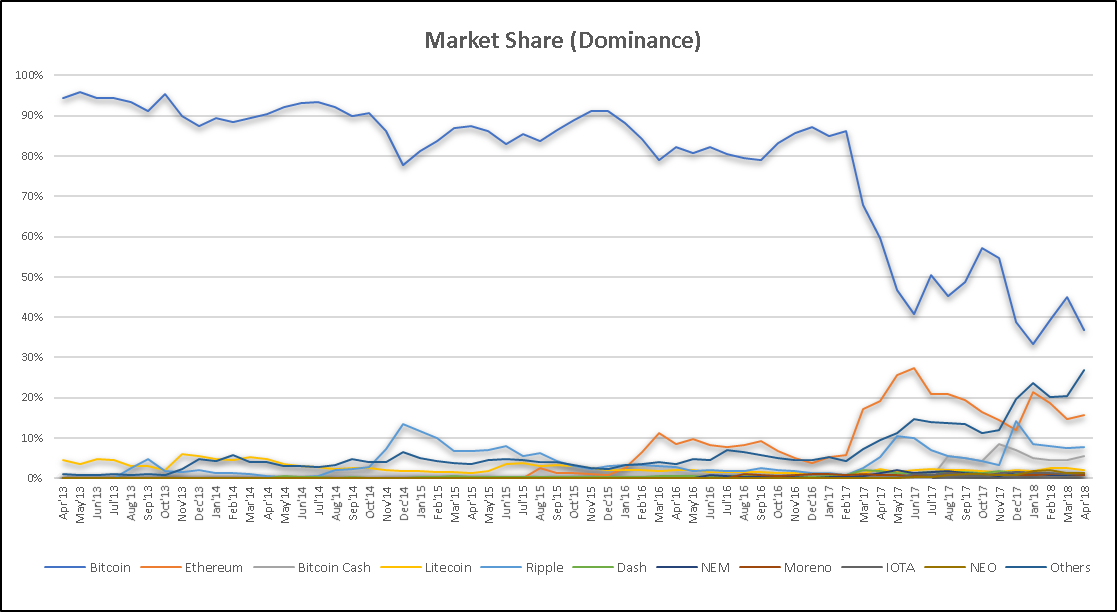 Market Share (Dominance)
100%
90%
80%
70%
60%
50%
40%
30%
20%
10%
0%
Apr'13
May'13
Jun'13
Jul'13
Aug'13
Sep'13
Oct'13
Nov'13
Dec'13
Jan'14
Feb'14
Mar'14
Apr'14
May'14
Jun'14
Jul'14
Aug'14
Sep'14
Oct'14
Nov'14
Dec'14
Jan'15
Feb'15
Mar'15
Apr'15
May'15
Jun'15
Jul'15
Aug'15
Sep'15
Oct'15
Nov'15
Dec'15
Jan'16
Feb'16
Mar'16
Apr'16
May'16
Jun'16
Jul'16
Aug'16
Sep'16
Oct'16
Nov'16
Dec'16
Jan'17
Feb'17
Mar'17
Apr'17
May'17
Jun'17
Jul'17
Aug'17
Sep'17
Oct'17
Nov'17
Dec'17
Jan'18
Feb'18
Mar'18
Apr'18
Bitcoin Ethereum Bitcoin Cash Litecoin Ripple Dash NEM Moreno IOTA NEO Others